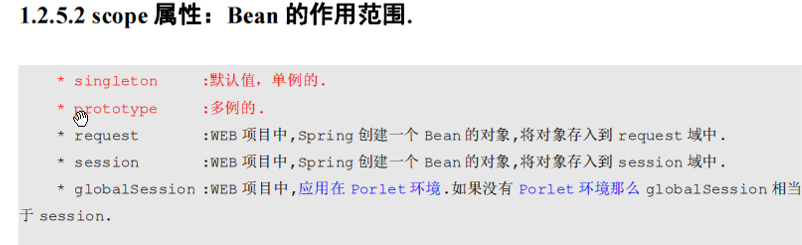 1.2.5.2 scope 属性：Bean 的作用范围.
* singleton :默认值，单例的.
* prototype :多例的.
* request :WEB 项目中,Spring 创建一个 Bean 的对象,将对象存入到 request 域中.
* session :WEB 项目中,Spring 创建一个 Bean 的对象,将对象存入到 session 域中.
* globalSession :WEB 项目中,应用在 Porlet 环境.如果没有 Porlet 环境那么 globalSession 相当
于 session.